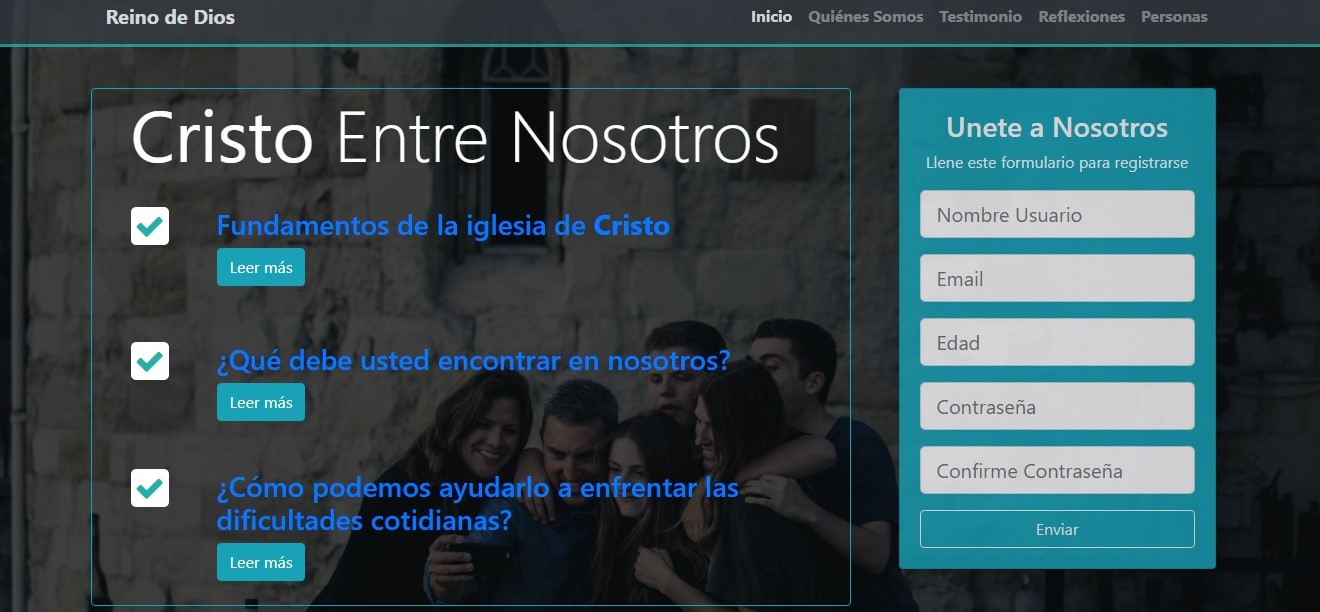 Reino de Dios
Inicio Quiénes Somos Testimonio Reflexiones Personas
Cristo Entre Nosotros
Fundamentos de la iglesia de Cristo
Leer más
¿Qué debe usted encontrar en nosotros?
Leer más
¿Cómo podemos ayudarlo a enfrentar las
dificultades cotidianas?
Leer más
Unete a Nosotros
Llene este formulario para registrarse
Nombre Usuario
Email
Edad
Contraseña
Confirme Contraseña
Enviar